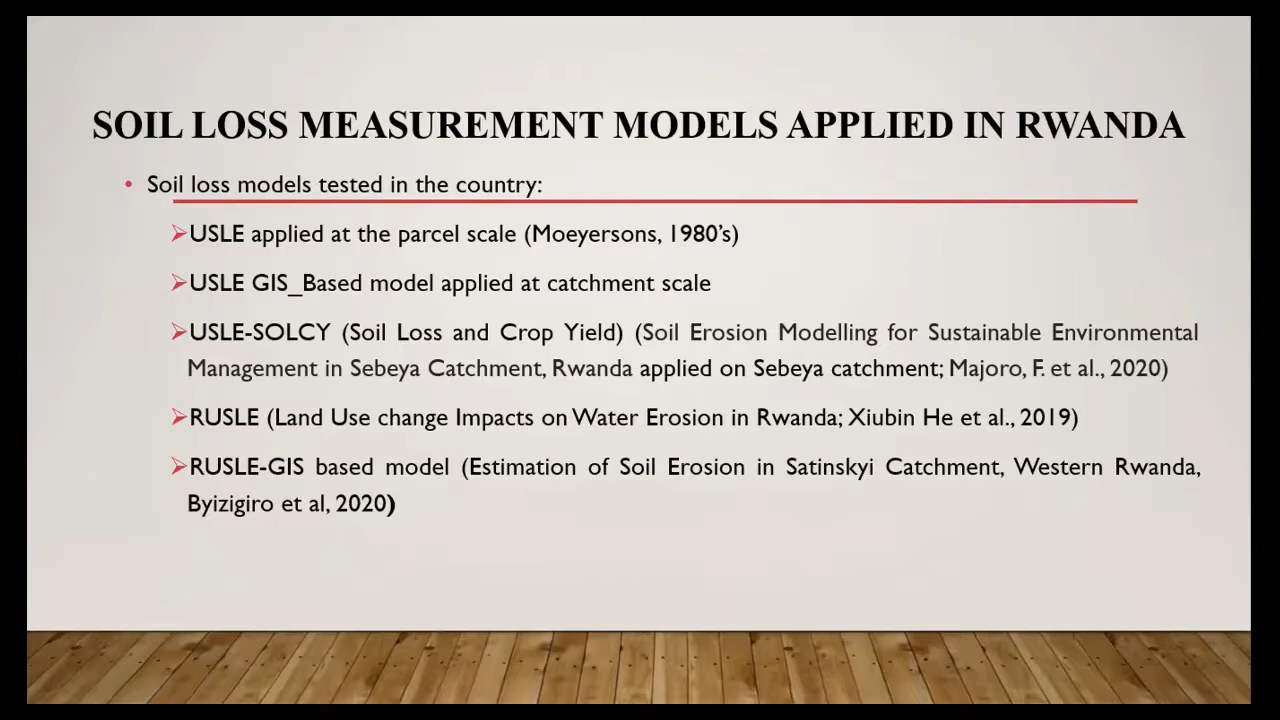 SOIL LOSS MEASUREMENT MODELS APPLIED IN RWANDA
• Soil loss models tested in the country:
➢USLE applied at the parcel scale (Moeyersons, 1980’s)
➢USLE GIS_Based model applied at catchment scale
➢USLE-SOLCY (Soil Loss and Crop Yield) (Soil Erosion Modelling for Sustainable Environmental
Management in Sebeya Catchment, Rwanda applied on Sebeya catchment; Majoro, F. et al., 2020)
➢RUSLE (Land Use change Impacts on Water Erosion in Rwanda; Xiubin He et al., 2019)
➢RUSLE-GIS based model (Estimation of Soil Erosion in Satinskyi Catchment, Western Rwanda,
Byizigiro et al, 2020)